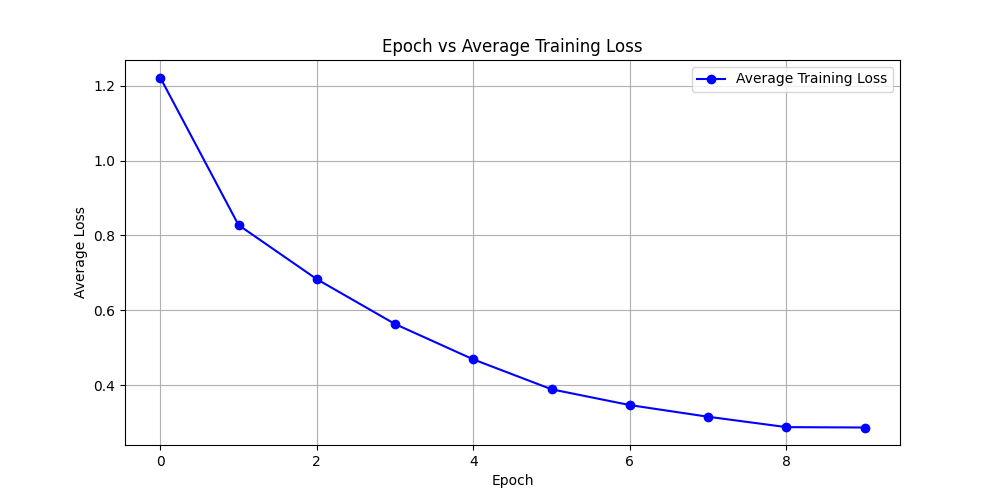 Epoch vs Average Training Loss
Average Training Loss
Average Loss
1.2
1.0
0.8
0.6
0.4
0 2 4 6 8
Epoch